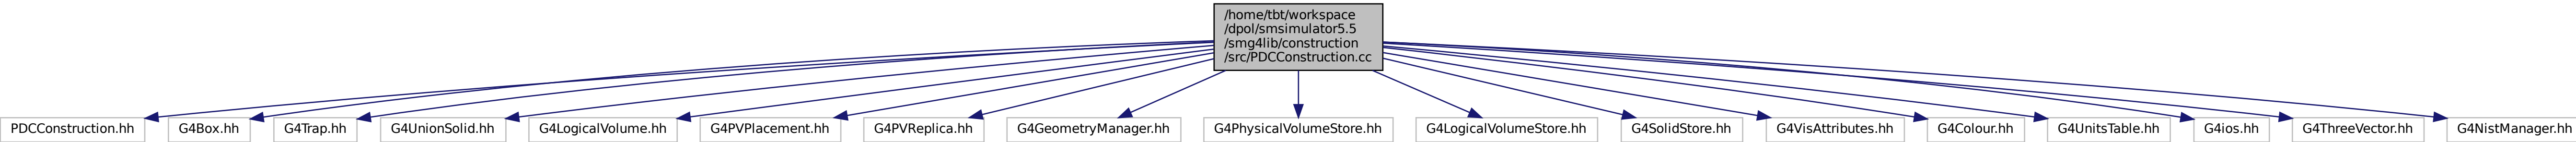 /home/tbt/workspace
/dpol/smsimulator5.5
/smg4lib/construction
/src/PDCConstruction.cc
PDCConstruction.hh
G4Box.hh
G4Trap.hh
G4UnionSolid.hh
G4LogicalVolume.hh
G4PVPlacement.hh
G4PVReplica.hh
G4GeometryManager.hh
G4PhysicalVolumeStore.hh
G4LogicalVolumeStore.hh
G4SolidStore.hh
G4VisAttributes.hh
G4Colour.hh
G4UnitsTable.hh
G4ios.hh
G4ThreeVector.hh
G4NistManager.hh